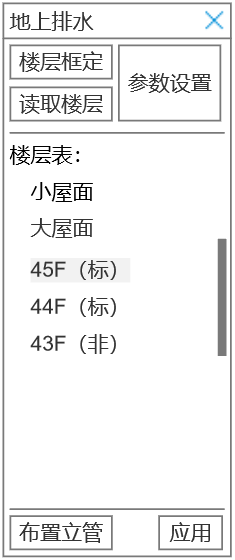 地上排水
楼层框定
参数设置
读取楼层
楼层表:
小屋面
大屋面
45F（标）
44F（标）
43F（非）
布置立管
应用